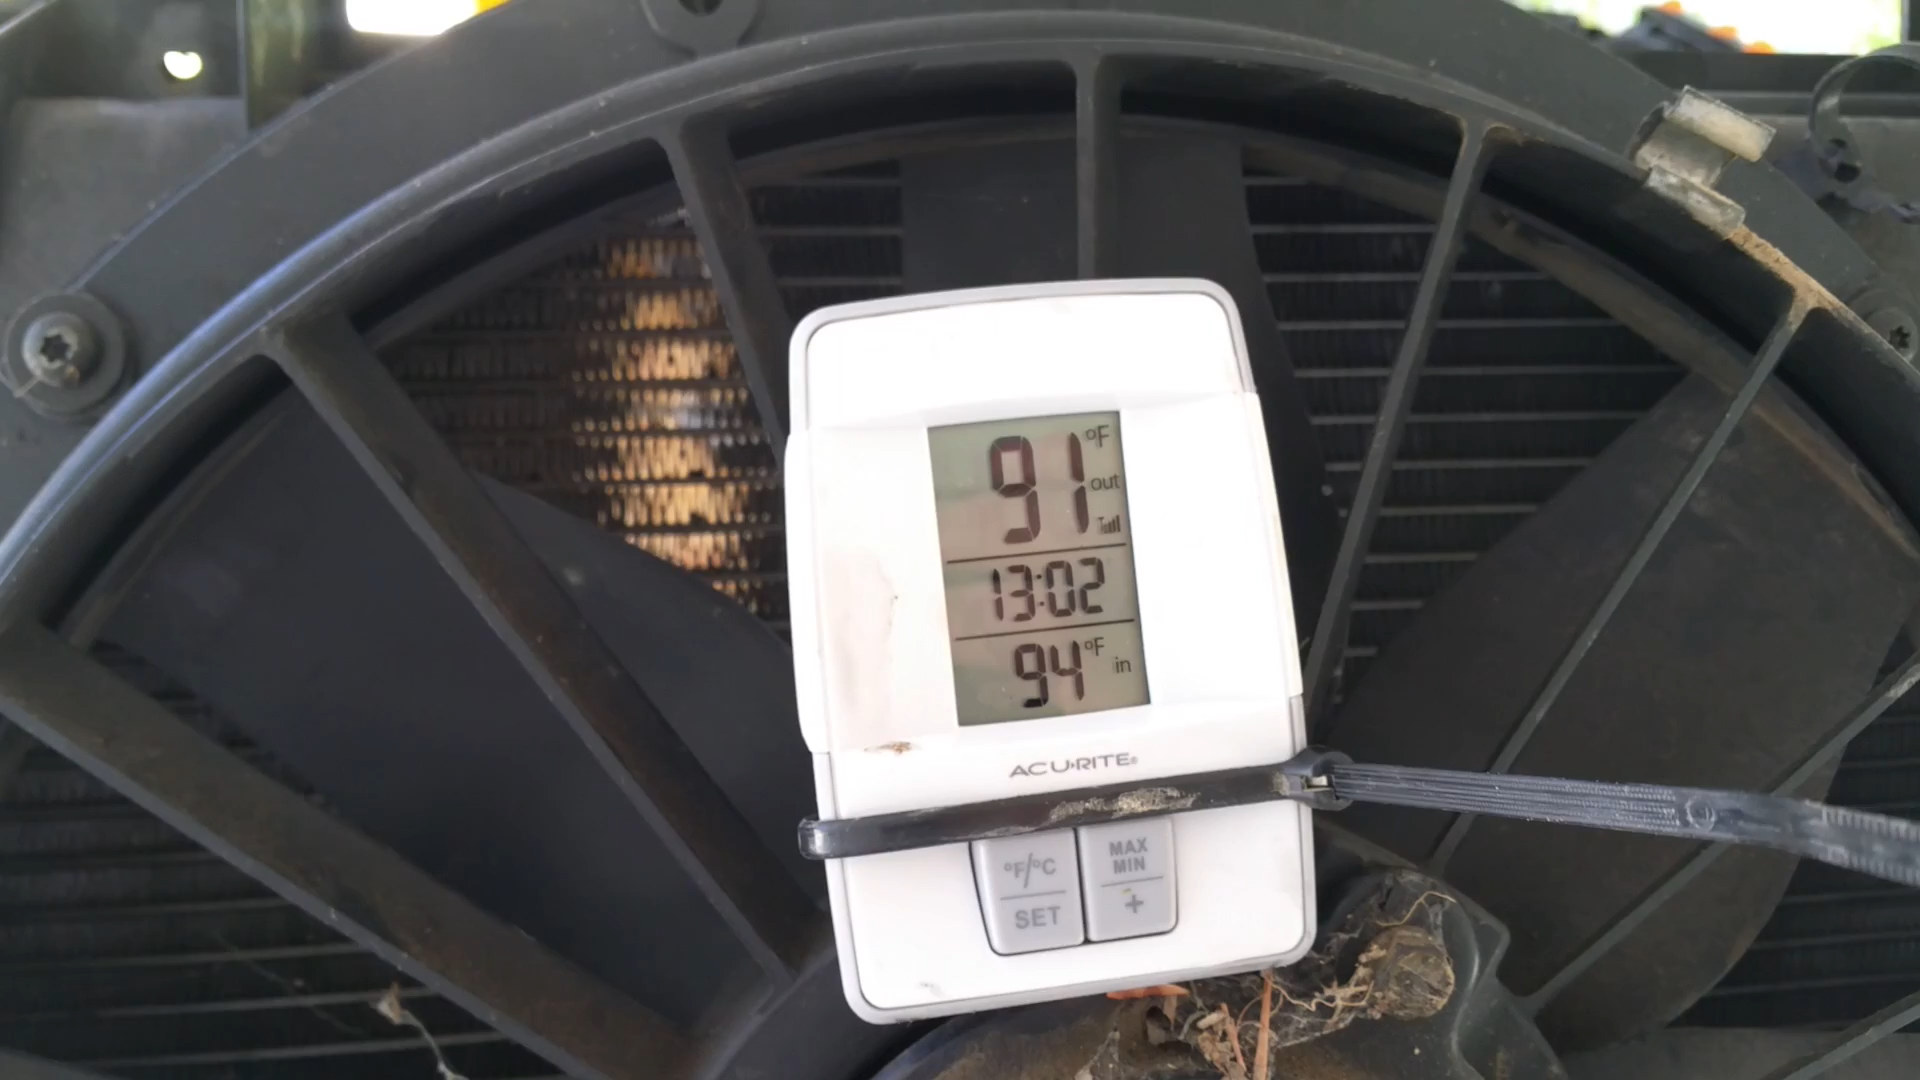 91 °F
out
13:02
94 °F in
ACU·RITE®
°F/°C
SET
MAX
MIN
+